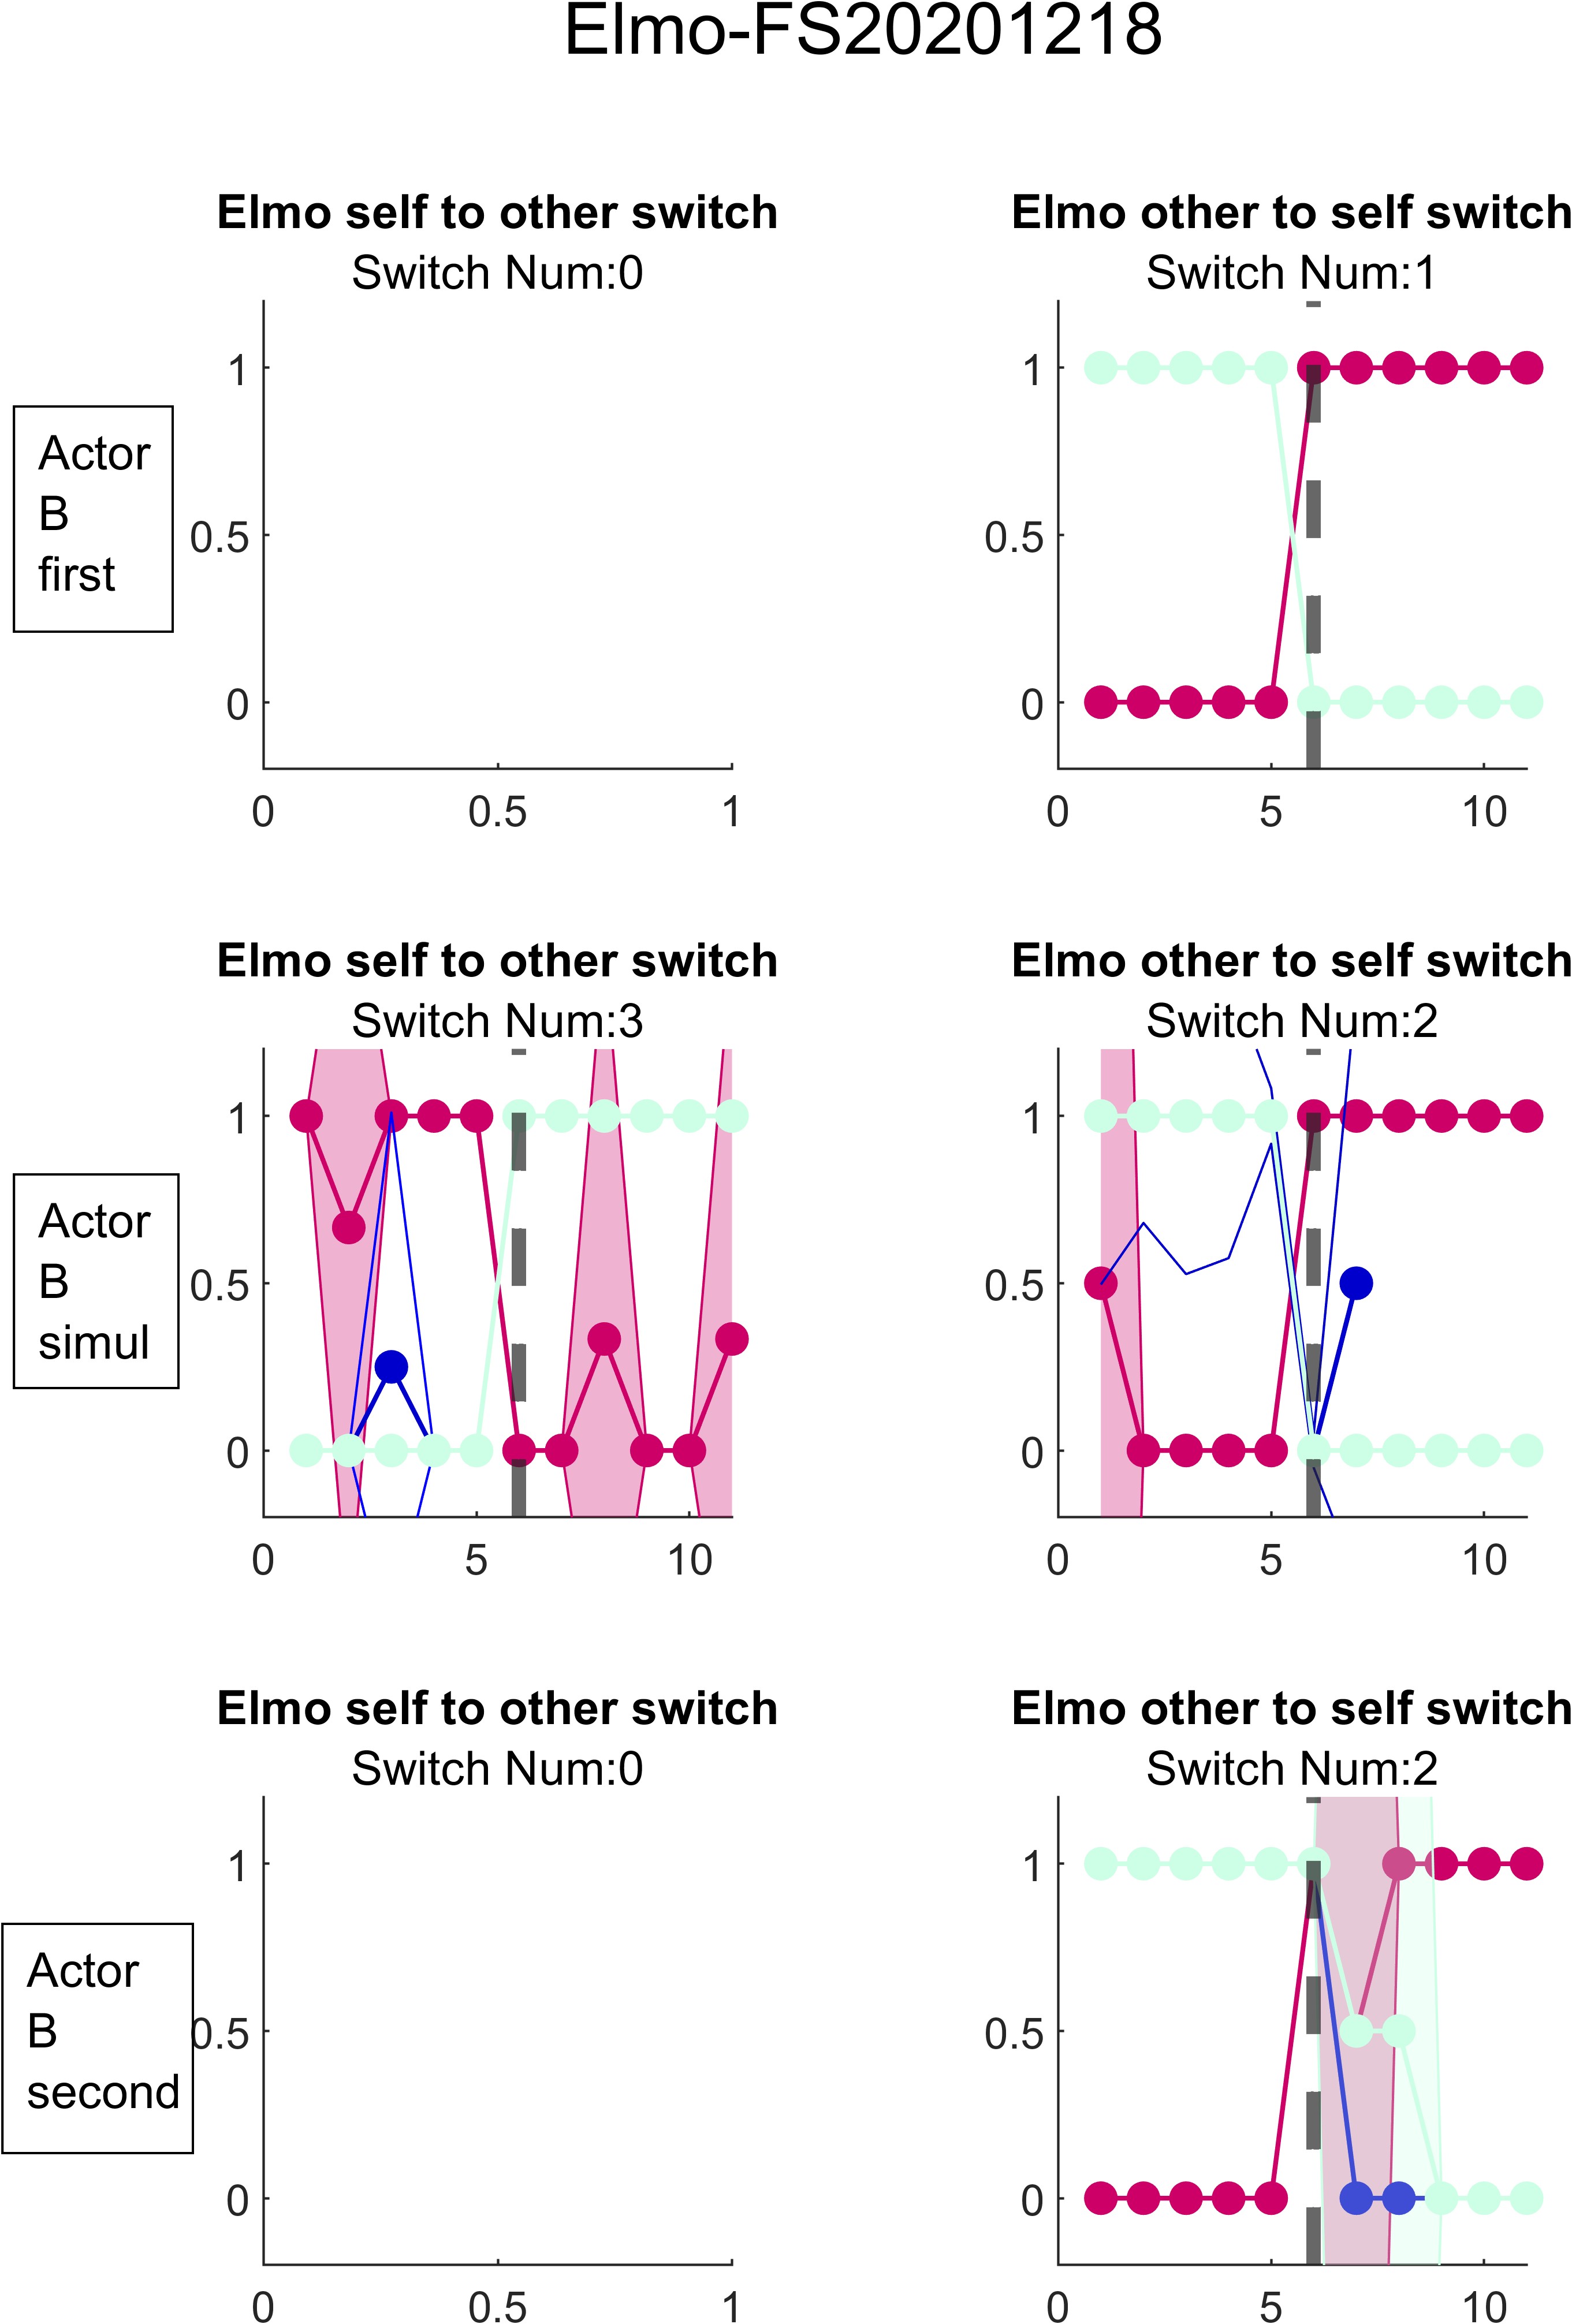 Elmo-FS20201218
Elmo self to other switch
Switch Num:0
Elmo other to self switch
Switch Num:1
Actor
B
first
1
0.5
0
0
0.5
1
1
0.5
0
0
5
10
Elmo self to other switch
Switch Num:3
Elmo other to self switch
Switch Num:2
Actor
B
simul
1
0.5
0
0
5
10
1
0.5
0
0
5
10
Elmo self to other switch
Switch Num:0
Elmo other to self switch
Switch Num:2
Actor
B
second
1
0.5
0
0
0.5
1
1
0.5
0
0
5
10